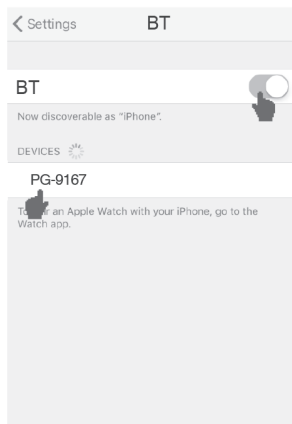 Settings
BT
BT
Now discoverable as "iPhone".
DEVICES
PG-9167
an Apple Watch with your iPhone, go to the
Watch app.